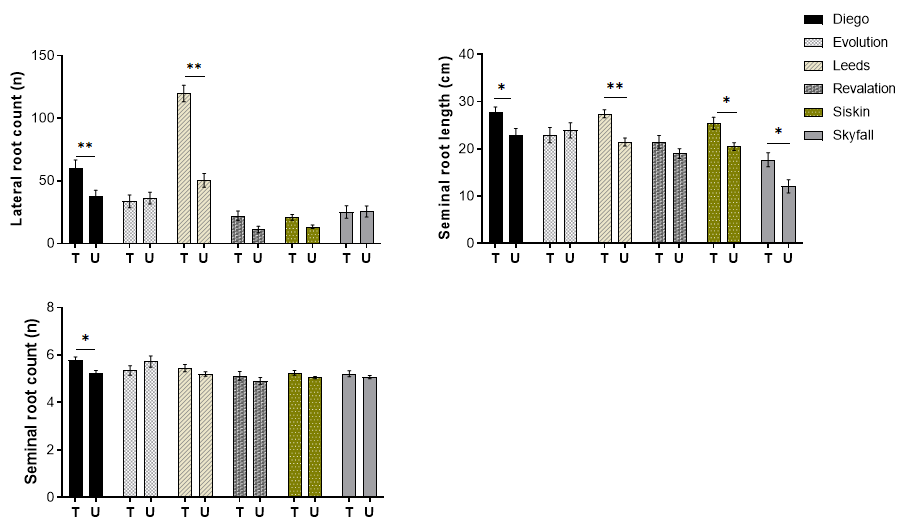 Diego
Evolution
Leeds
Revalation
Siskin
Skyfall
Lateral root count (n)
150
100
50
0
**
**
T U T U T U T U T U T U
Seminal root length (cm)
40
30
20
10
0
*
**
*
*
T U T U T U T U T U T U
Seminal root count (n)
8
6
4
2
0
*
T U T U T U T U T U T U